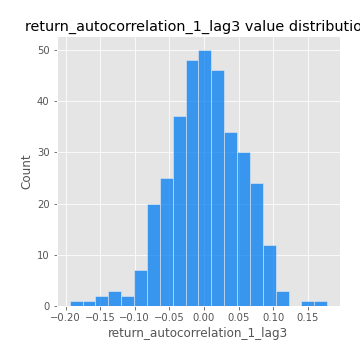 return_autocorrelation_1_lag3 value distributio
50
40
30
20
10
0
Count
−0.20 −0.15 −0.10 −0.05 0.00 0.05 0.10 0.15
return_autocorrelation_1_lag3